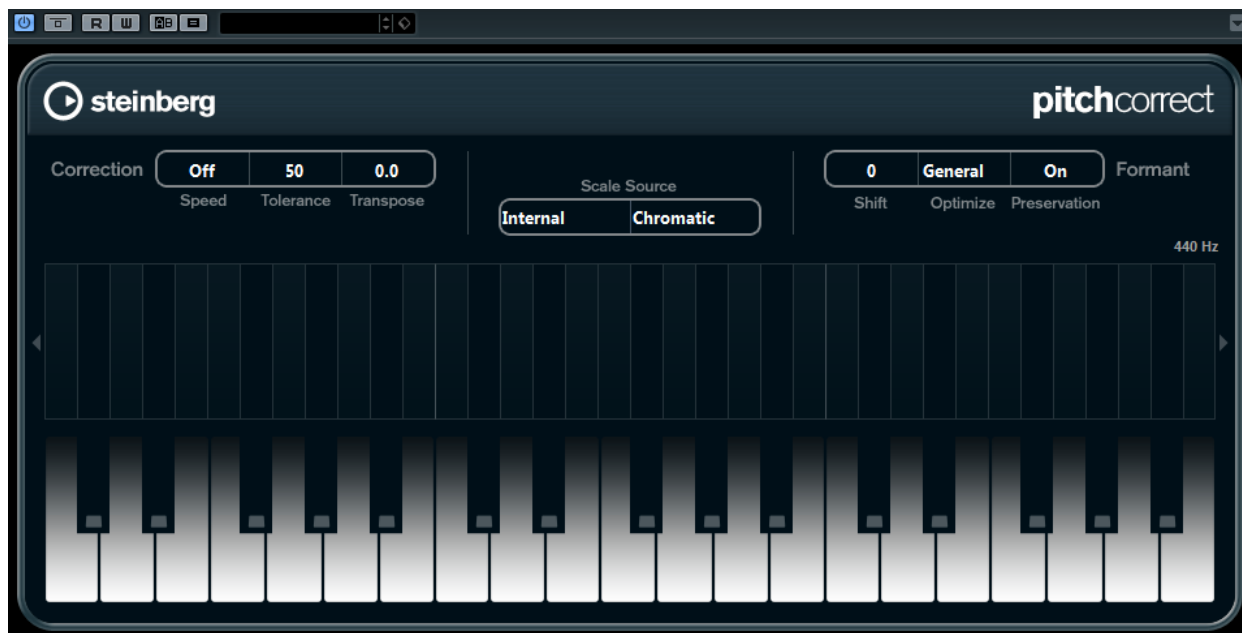 R W AB
steinberg
pitchcorrect
Correction Off 50 0.0
Speed Tolerance Transpose
Scale Source
Internal Chromatic
0 General On Formant
Shift Optimize Preservation
440 Hz